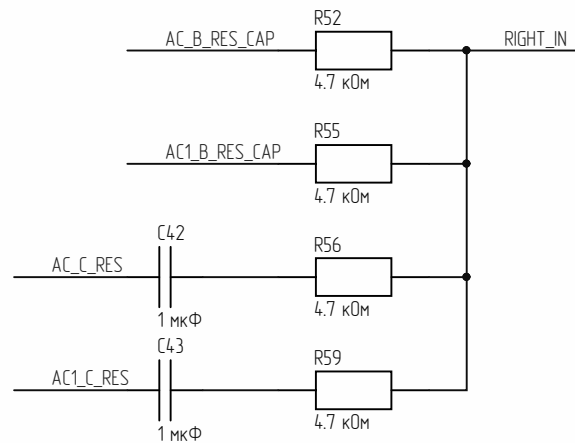 R52
AC_B_RES_CAP
RIGHT_IN
4.7 кОм
R55
AC1_B_RES_CAP
4.7 кОм
C42
R56
AC_C_RES
1 мкФ
4.7 кОм
C43
R59
AC1_C_RES
1 мкФ
4.7 кОм